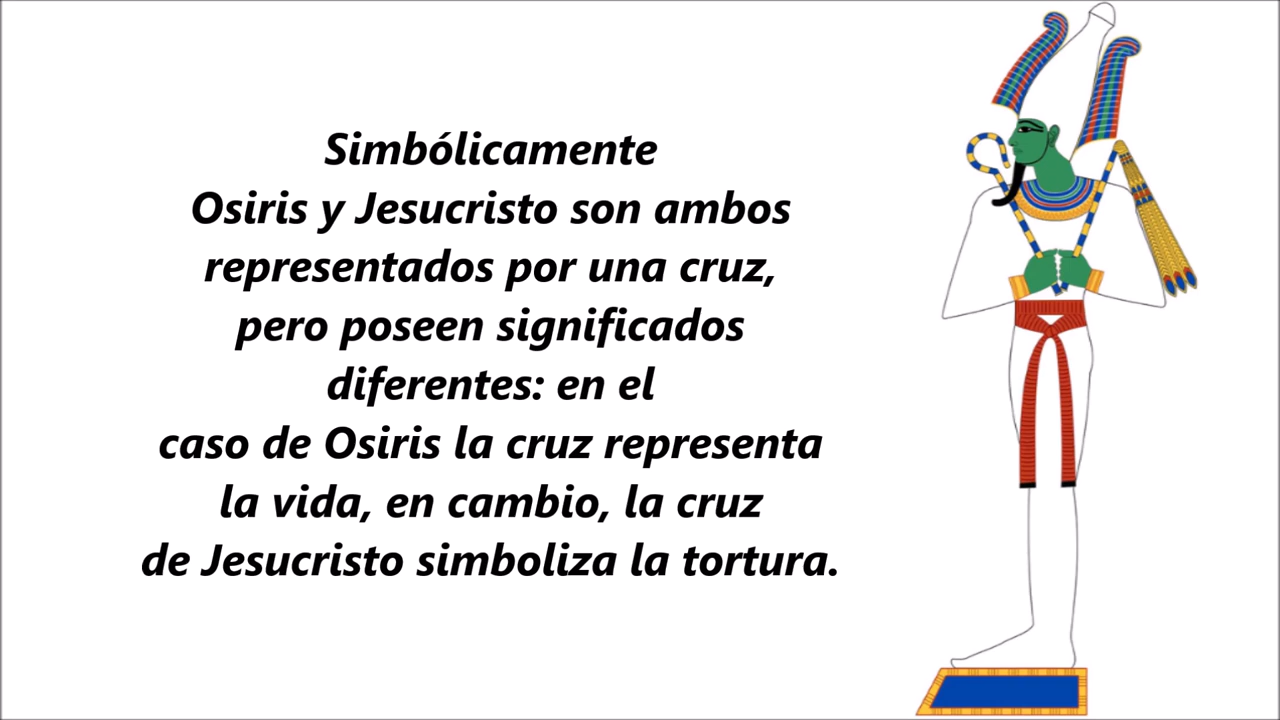 Simbólicamente
Osiris y Jesucristo son ambos
representados por una cruz,
pero poseen significados
diferentes: en el
caso de Osiris la cruz representa
la vida, en cambio, la cruz
de Jesucristo simboliza la tortura.